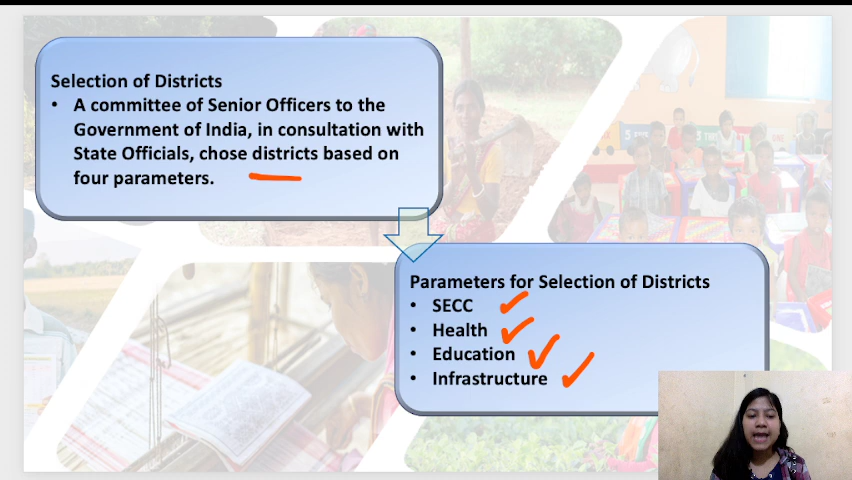 Selection of Districts
• A committee of Senior Officers to the
Government of India, in consultation with
State Officials, chose districts based on
four parameters.
Parameters for Selection of Districts
• SECC
• Health
• Education
• Infrastructure